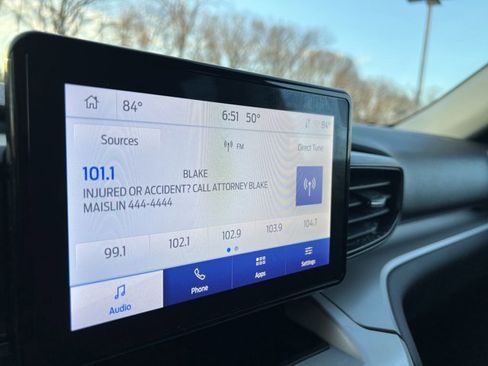 84° 6:51 50° 84°
Sources FM Direct Tune
101.1 BLAKE
INJURED OR ACCIDENT? CALL ATTORNEY BLAKE
MAISLIN 444-4444
99.1 102.1 102.9 103.9 104.7
Audio Phone Apps Settings